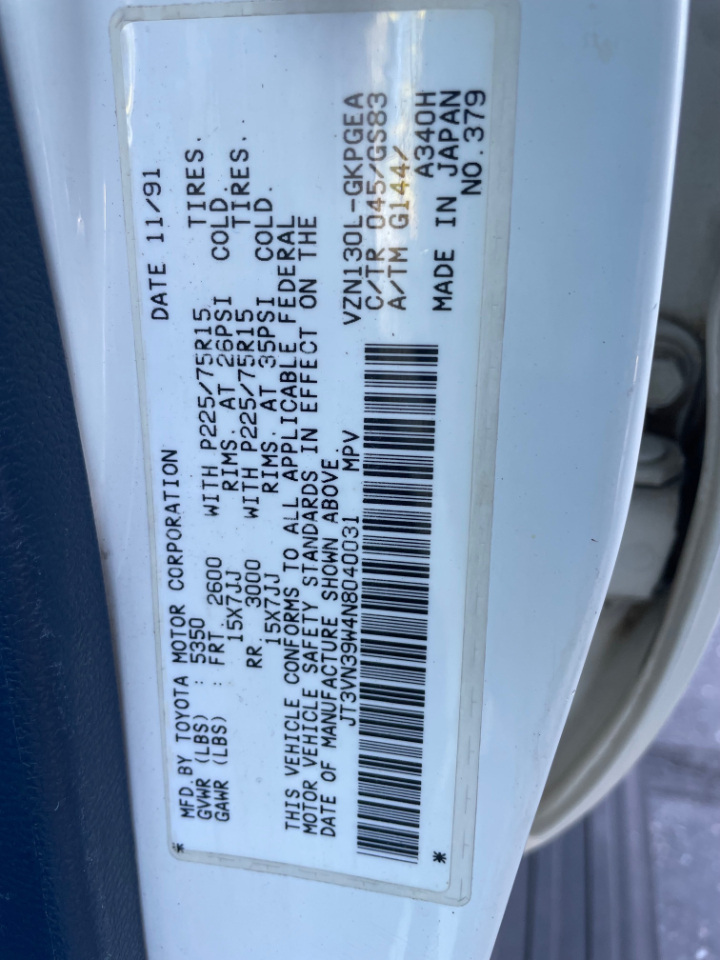 MFD.BY TOYOTA MOTOR CORPORATION DATE 11/91
GVWR (LBS) : 5350
GAWR (LBS) : FRT. 2600 WITH P225/75R15 TIRES.
15X7JJ RIMS. AT 26PSI COLD.
RR. 3000 WITH P225/75R15 TIRES.
15X7JJ RIMS. AT 35PSI COLD.
THIS VEHICLE CONFORMS TO ALL APPLICABLE FEDERAL
MOTOR VEHICLE SAFETY STANDARDS IN EFFECT ON THE
DATE OF MANUFACTURE SHOWN ABOVE.
JT3VN39W4N8040031 MPV
VZN130L-GKPGEA
C/TR 045/GS83
A/TM G144/
A340H
MADE IN JAPAN
NO.379
* *